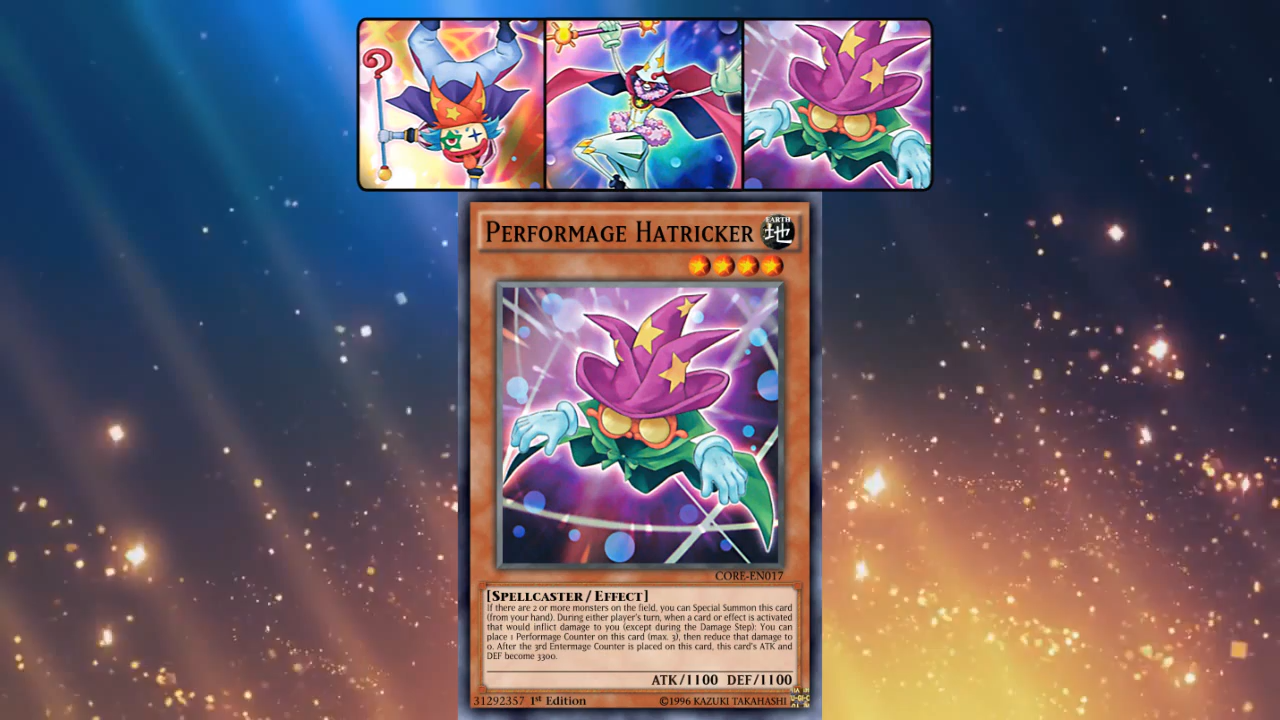 PERFORMAGE HATRICKER
EARTH
地
CORE-EN017
[SPELLCASTER / EFFECT]
If there are 2 or more monsters on the field, you can Special Summon this card
(from your hand). During either player's turn, when a card or effect is activated
that would inflict damage to you (except during the Damage Step): You can
place 1 Performage Counter on this card (max. 3), then reduce that damage to
0. After the 3rd Entermage Counter is placed on this card, this card's ATK and
DEF become 3300.
ATK/1100 DEF/1100
31292357 1st Edition
©1996 KAZUKI TAKAHASHI